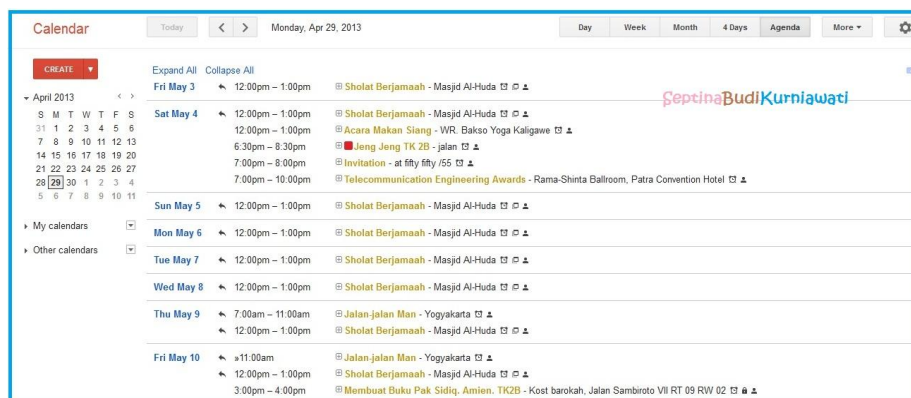 Calendar
Today < > Monday, Apr 29, 2013 Day Week Month 4 Days Agenda More
CREATE
Expand All Collapse All
April 2013 < >
S M T W T F S
31 1 2 3 4 5 6
7 8 9 10 11 12 13
14 15 16 17 18 19 20
21 22 23 24 25 26 27
28 29 30 1 2 3 4
5 6 7 8 9 10 11
My calendars
Other calendars
Fri May 3 12:00pm – 1:00pm Sholat Berjamaah - Masjid Al-Huda
SeptinaBudiKurniawati
Sat May 4 12:00pm – 1:00pm Sholat Berjamaah - Masjid Al-Huda
12:00pm – 1:00pm Acara Makan Siang - WR. Bakso Yoga Kaligawe
6:30pm – 8:30pm Jeng Jeng TK 2B - jalan
7:00pm – 8:00pm Invitation - at fifty fifty /55
7:00pm – 10:00pm Telecommunication Engineering Awards - Rama-Shinta Ballroom, Patra Convention Hotel
Sun May 5 12:00pm – 1:00pm Sholat Berjamaah - Masjid Al-Huda
Mon May 6 12:00pm – 1:00pm Sholat Berjamaah - Masjid Al-Huda
Tue May 7 12:00pm – 1:00pm Sholat Berjamaah - Masjid Al-Huda
Wed May 8 12:00pm – 1:00pm Sholat Berjamaah - Masjid Al-Huda
Thu May 9 7:00am – 11:00am Jalan-jalan Man - Yogyakarta
12:00pm – 1:00pm Sholat Berjamaah - Masjid Al-Huda
Fri May 10 »11:00am Jalan-jalan Man - Yogyakarta
12:00pm – 1:00pm Sholat Berjamaah - Masjid Al-Huda
3:00pm – 4:00pm Membuat Buku Pak Sidiq. Amien. TK2B - Kost barokah, Jalan Sambiroto VII RT 09 RW 02